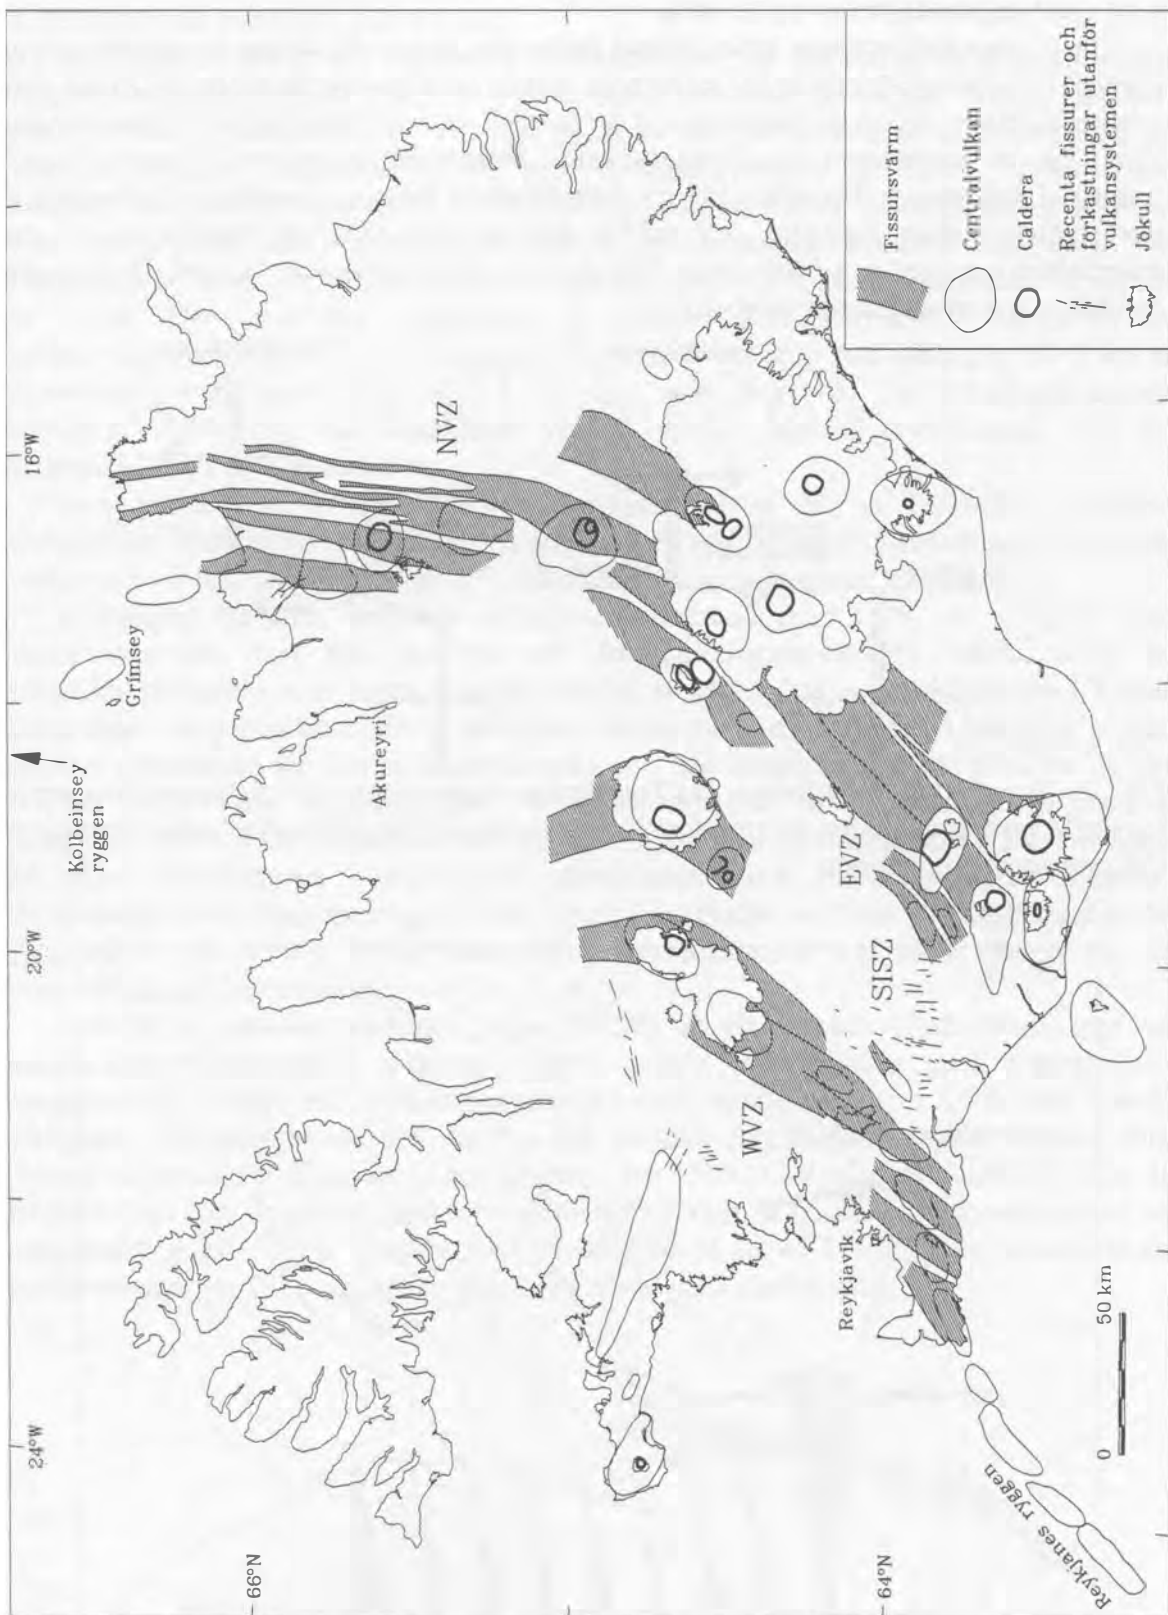 Kolbeinsey
ryggen
Grímsey
16°W
Akureyri
NVZ
20°W
EVZ
SISZ
WVZ
Reykjavik
24°W
Reykjanes ryggen
66°N
64°N
0 50 km
Fissursvärm
Centralvulkan
Caldera
Recenta fissurer och
förkastningar utanför
vulkansystemen
Jökull